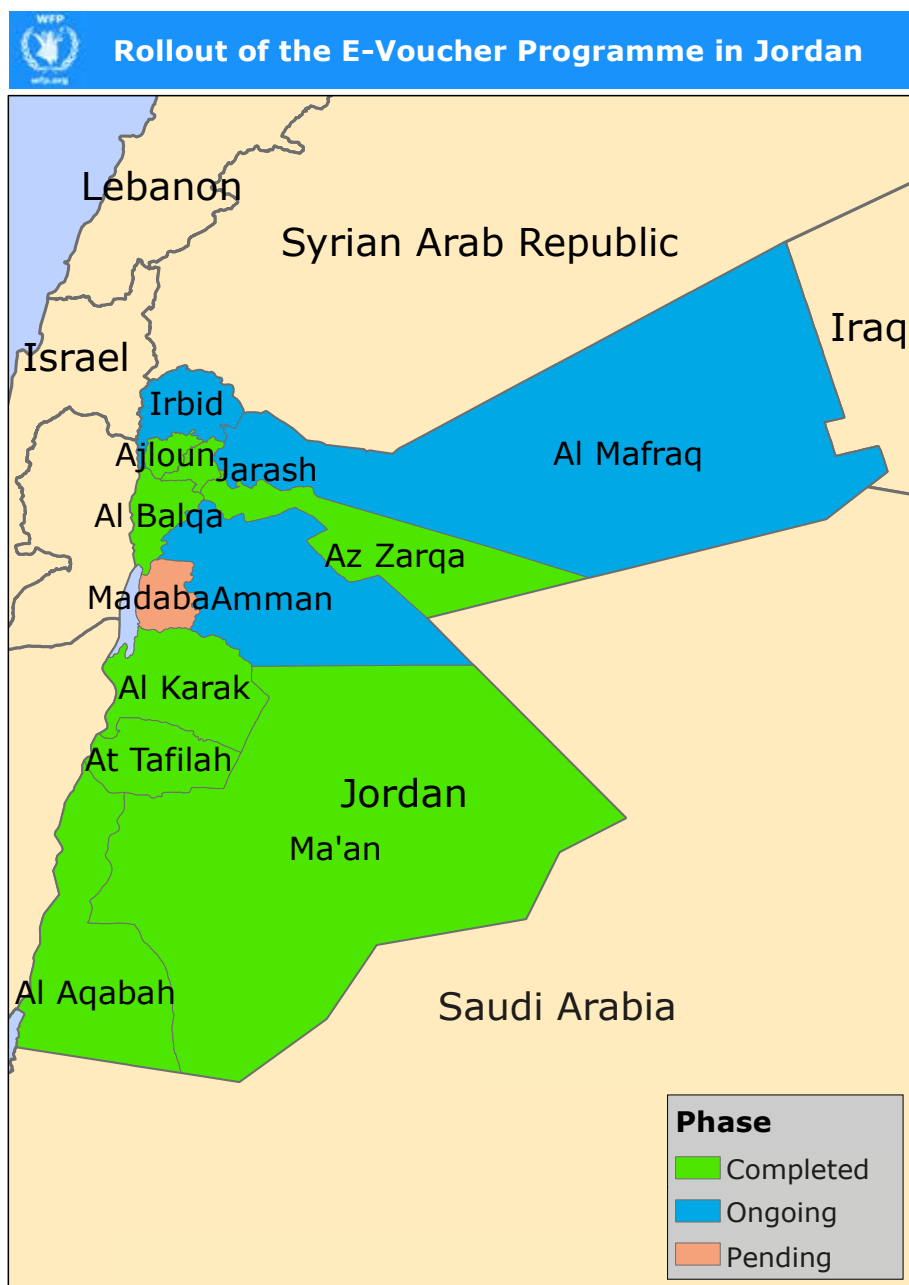 WFP
wfp.org
Rollout of the E-Voucher Programme in Jordan
Lebanon
Syrian Arab Republic
Iraq
Israel
Irbid
Ajloun
Jarash
Al Mafraq
Al Balqa
Az Zarqa
Madaba
Amman
Al Karak
At Tafilah
Jordan
Ma'an
Al Aqabah
Saudi Arabia
Phase
Completed
Ongoing
Pending